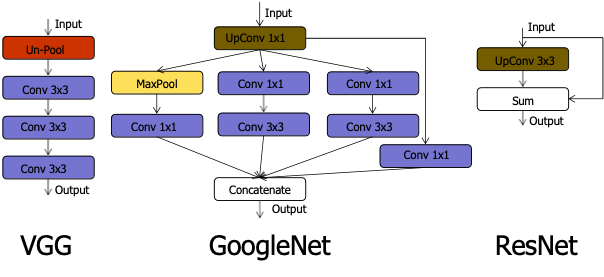 Input
Un-Pool
Conv 3x3
Conv 3x3
Conv 3x3
Output
VGG
Input
UpConv 1x1
MaxPool
Conv 1x1
Conv 1x1
Conv 1x1
Conv 3x3
Conv 3x3
Conv 1x1
Concatenate
Output
GoogleNet
Input
UpConv 3x3
Sum
Output
ResNet